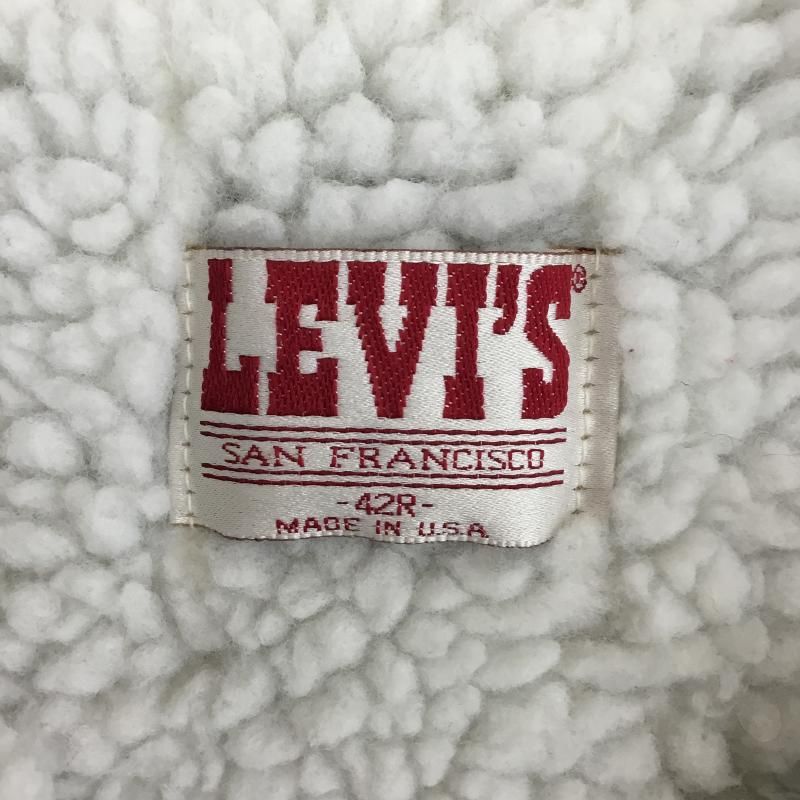 LEVI'S®
SAN FRANCISCO
-42R-
MADE IN U.S.A